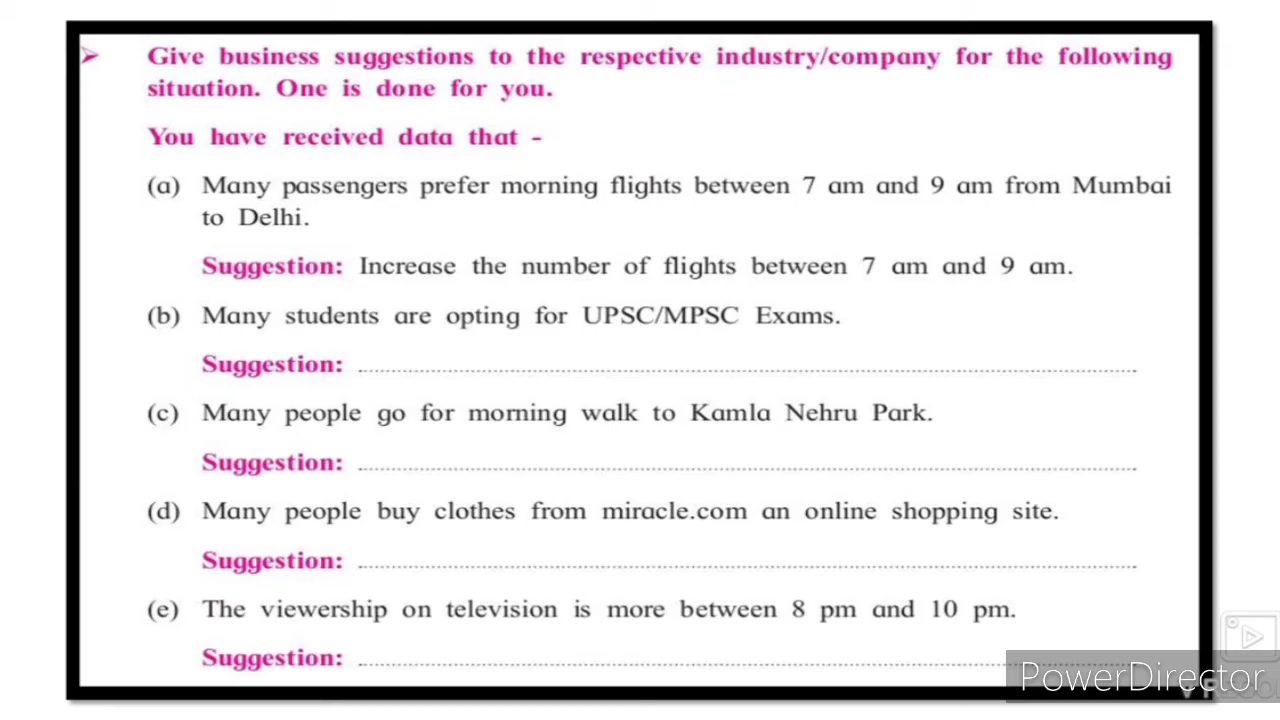 ➢ Give business suggestions to the respective industry/company for the following
situation. One is done for you.
You have received data that -
(a) Many passengers prefer morning flights between 7 am and 9 am from Mumbai
to Delhi.
Suggestion: Increase the number of flights between 7 am and 9 am.
(b) Many students are opting for UPSC/MPSC Exams.
Suggestion: ..........
(c) Many people go for morning walk to Kamla Nehru Park.
Suggestion: ..........
(d) Many people buy clothes from miracle.com an online shopping site.
Suggestion: ..........
(e) The viewership on television is more between 8 pm and 10 pm.
Suggestion: ..........
PowerDirector